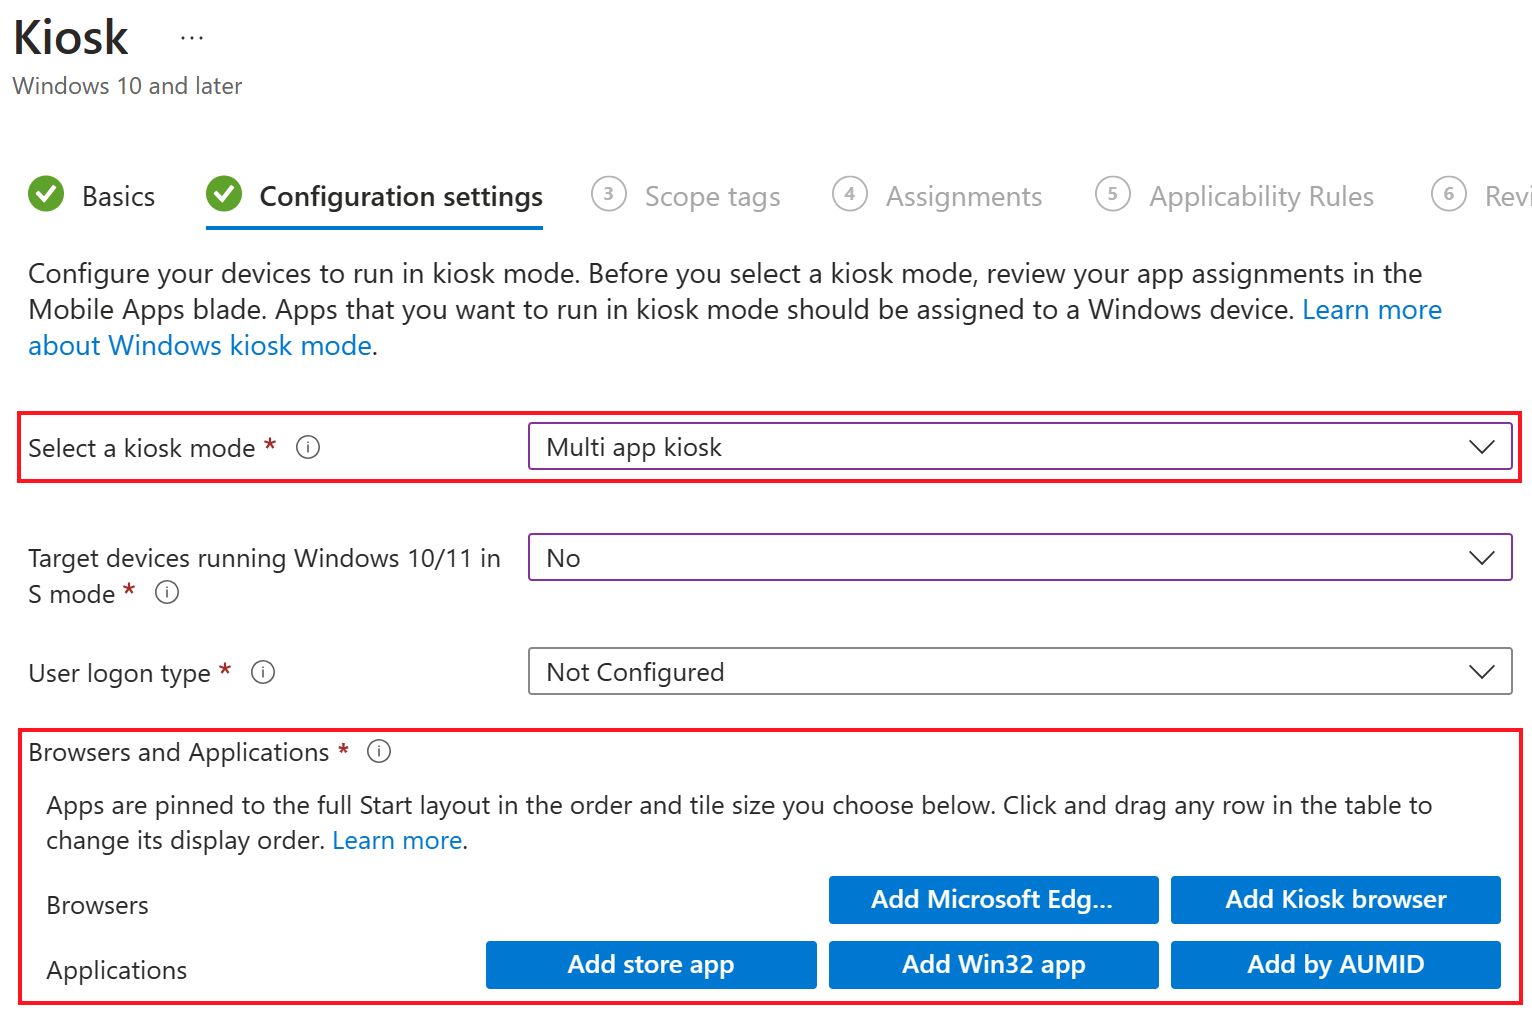 Kiosk ...
Windows 10 and later
Basics
Configuration settings
3 Scope tags
4 Assignments
5 Applicability Rules
6 Revi
Configure your devices to run in kiosk mode. Before you select a kiosk mode, review your app assignments in the
Mobile Apps blade. Apps that you want to run in kiosk mode should be assigned to a Windows device. Learn more
about Windows kiosk mode.
Select a kiosk mode *
Multi app kiosk
Target devices running Windows 10/11 in
S mode *
No
User logon type *
Not Configured
Browsers and Applications *
Apps are pinned to the full Start layout in the order and tile size you choose below. Click and drag any row in the table to
change its display order. Learn more.
Browsers
Add Microsoft Edg...
Add Kiosk browser
Applications
Add store app
Add Win32 app
Add by AUMID